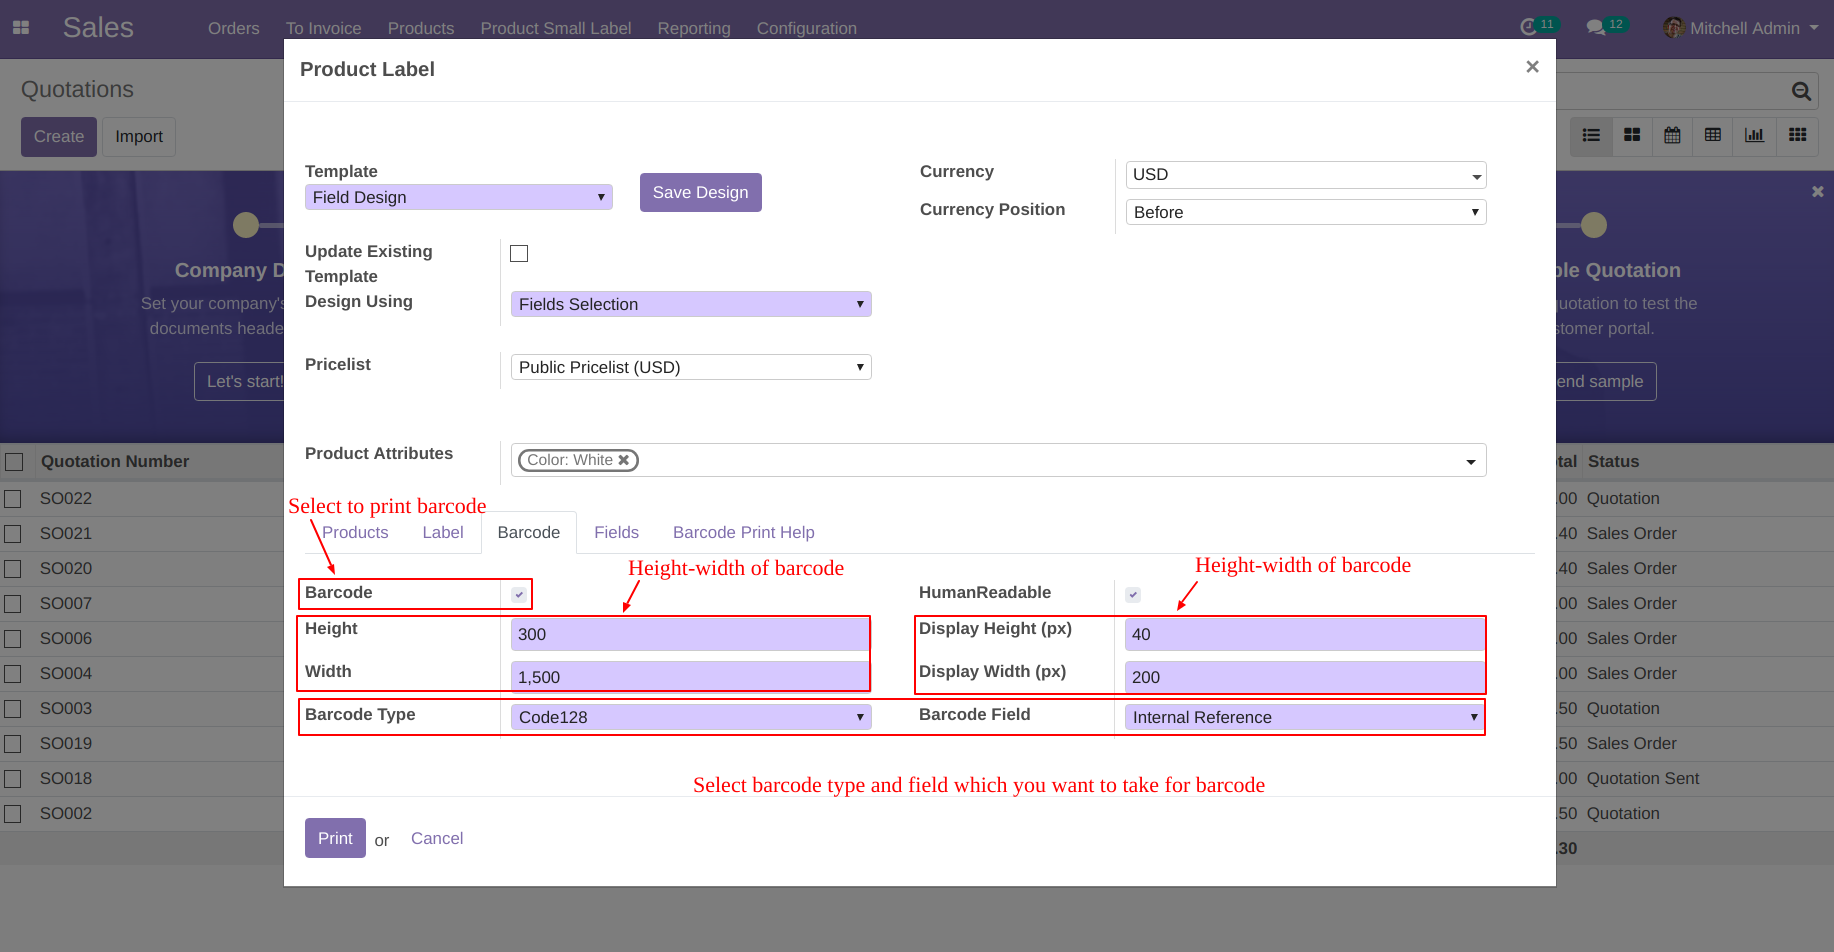 Sales Orders To Invoice Products Product Small Label Reporting Configuration 11 12 Mitchell Admin
Product Label ×
Quotations
Create Import
Template Currency USD
Field Design Save Design
Currency Position Before
Company D
ple Quotation
Set your company's
quotation to test the
documents heade
stomer portal.
Let's start!
end sample
Update Existing
Template
Design Using Fields Selection
Pricelist Public Pricelist (USD)
Product Attributes Color: White
Quotation Number
tal Status
SO022 .00 Quotation
SO021 .40 Sales Order
SO020 .40 Sales Order
SO007 .00 Sales Order
SO006 .00 Sales Order
SO004 .00 Sales Order
SO003 .50 Quotation
SO019 .50 Sales Order
SO018 .00 Quotation Sent
SO002 .50 Quotation
.30
Select to print barcode
Products Label Barcode Fields Barcode Print Help
Height-width of barcode Height-width of barcode
Barcode HumanReadable
Height 300 Display Height (px) 40
Width 1,500 Display Width (px) 200
Barcode Type Code128 Barcode Field Internal Reference
Select barcode type and field which you want to take for barcode
Print or Cancel